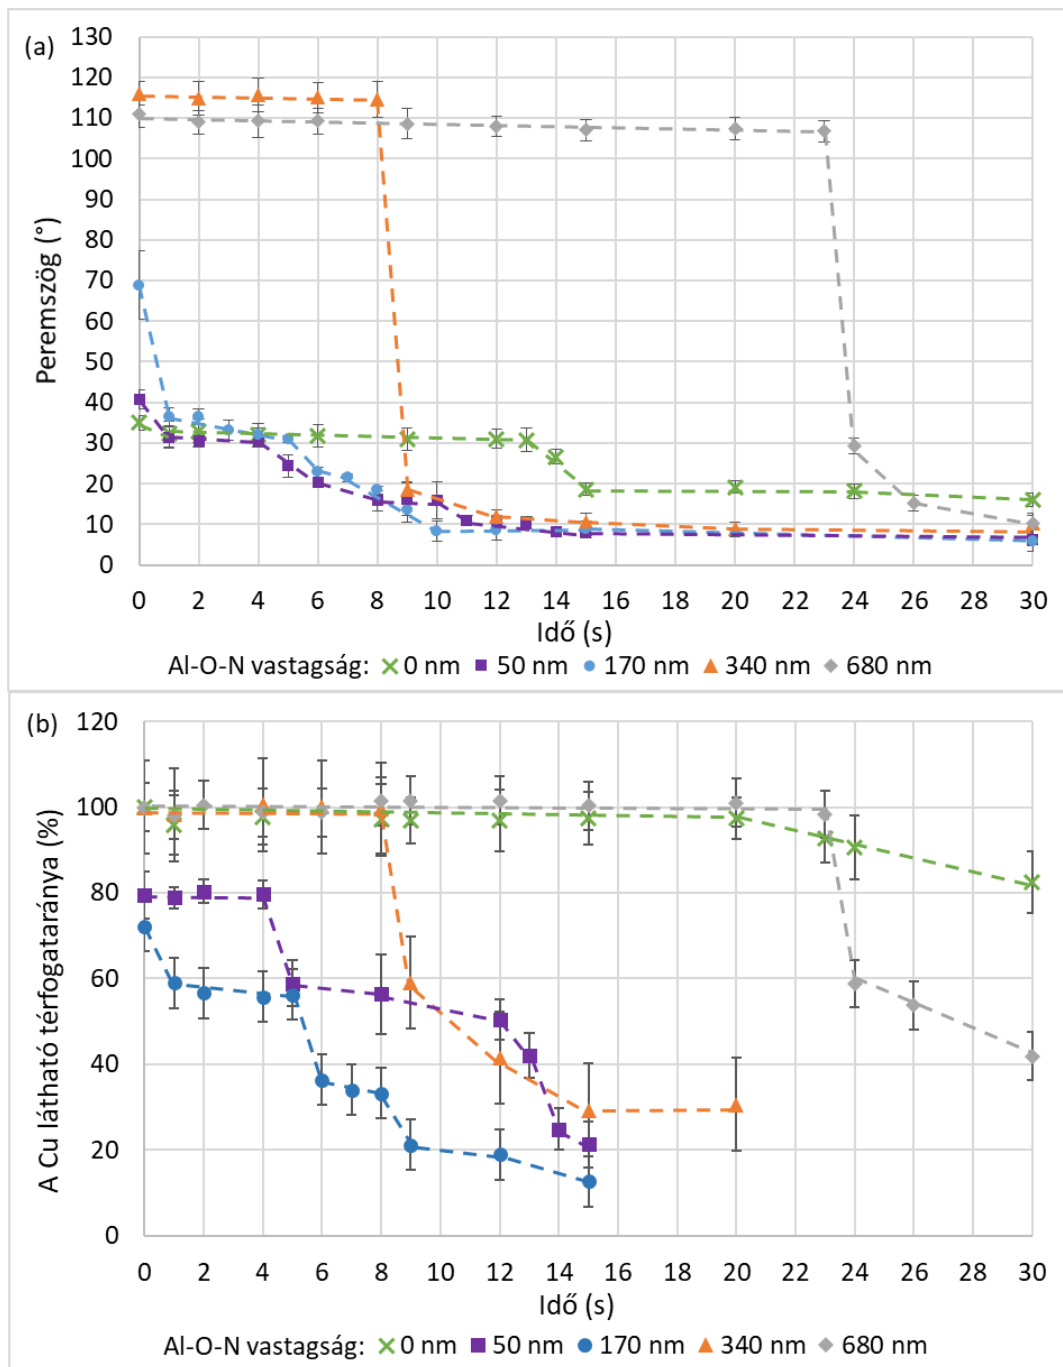 (a)
Peremszög (°)
130
120
110
100
90
80
70
60
50
40
30
20
10
0
0 2 4 6 8 10 12 14 16 18 20 22 24 26 28 30
Idő (s)
Al-O-N vastagság: 0 nm 50 nm 170 nm 340 nm 680 nm
(b)
A Cu látható térfogataránya (%)
120
100
80
60
40
20
0
0 2 4 6 8 10 12 14 16 18 20 22 24 26 28 30
Idő (s)
Al-O-N vastagság: 0 nm 50 nm 170 nm 340 nm 680 nm